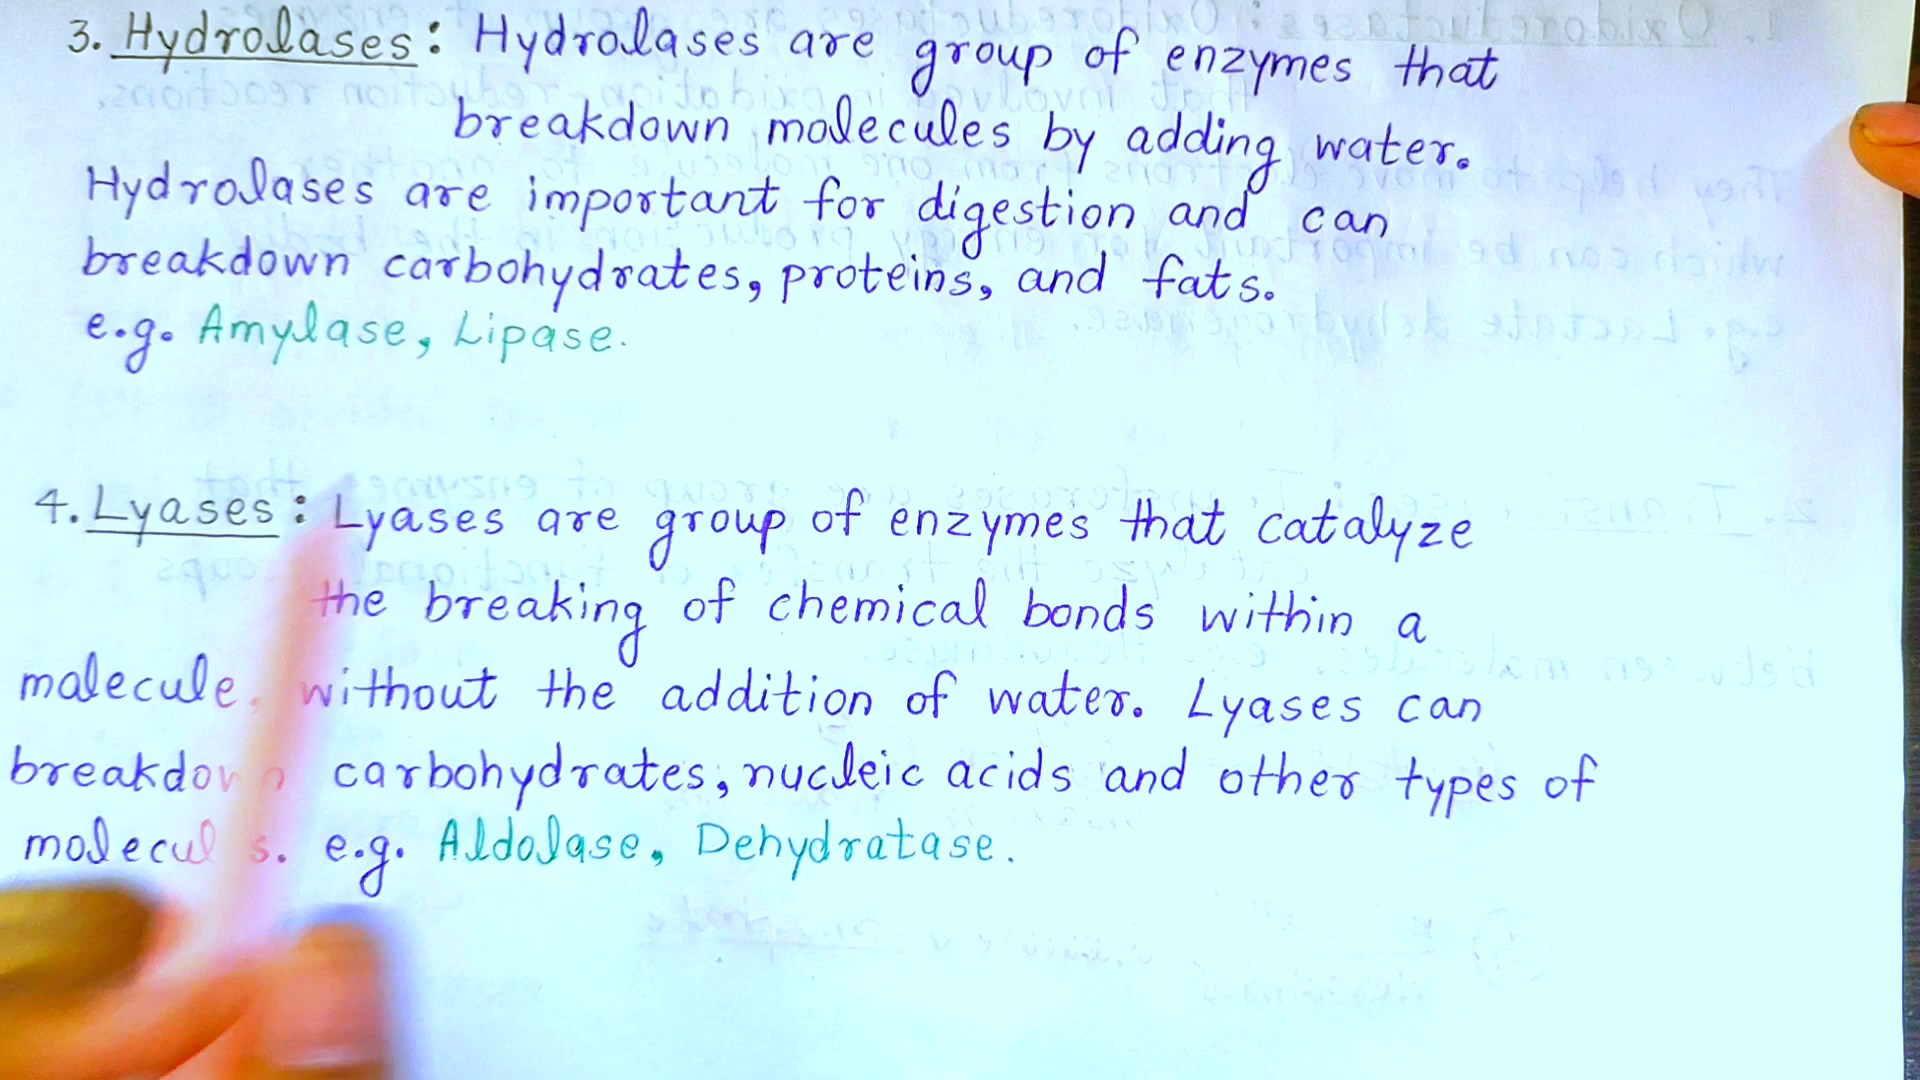 3. Hydrolases: Hydrolases are group of enzymes that
breakdown molecules by adding water.
Hydrolases are important for digestion and can
breakdown carbohydrates, proteins, and fats.
e.g. Amylase, Lipase.
4. Lyases: Lyases are group of enzymes that catalyze
the breaking of chemical bonds within a
molecule, without the addition of water. Lyases can
breakdown carbohydrates, nucleic acids and other types of
molecules. e.g. Aldolase, Dehydratase.